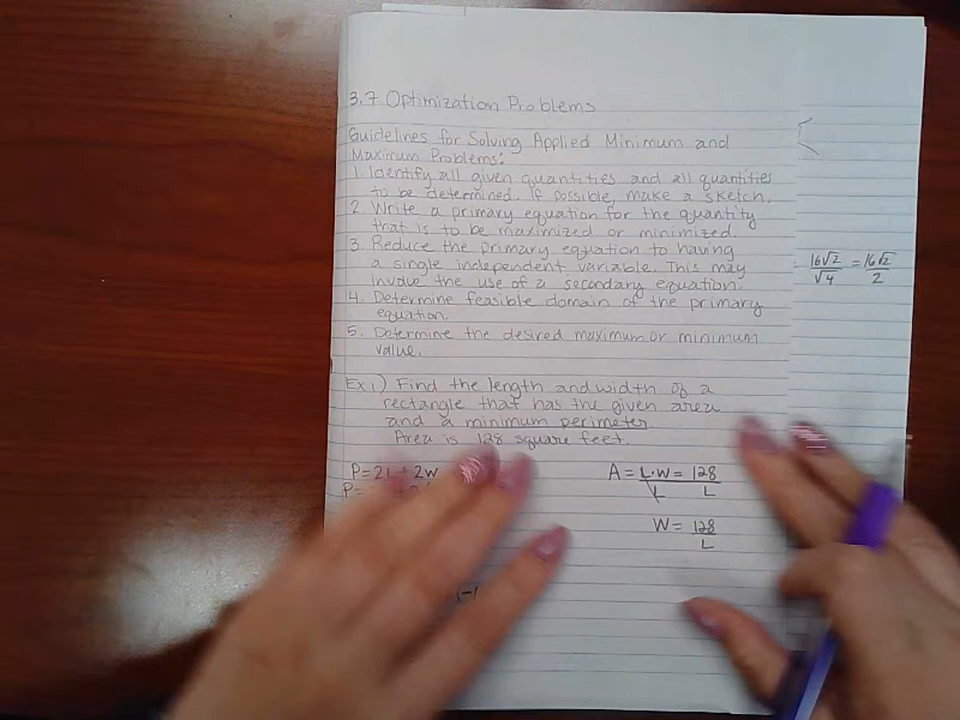 3.7 Optimization Problems
Guidelines for Solving Applied Minimum and
Maximum Problems:
1. Identify all given quantities and all quantities
to be determined. If possible, make a sketch.
2. Write a primary equation for the quantity
that is to be maximized or minimized.
3. Reduce the primary equation to having
a single independent variable. This may
involve the use of a secondary equation.
4. Determine feasible domain of the primary
equation.
5. Determine the desired maximum or minimum
value.
16√2/√4 = 16√2/2
Ex 1) Find the length and width of a
rectangle that has the given area
and a minimum perimeter.
Area is 128 square feet.
P = 2L + 2W
P =
A = L·W/L = 128/L
W = 128/L
(-1